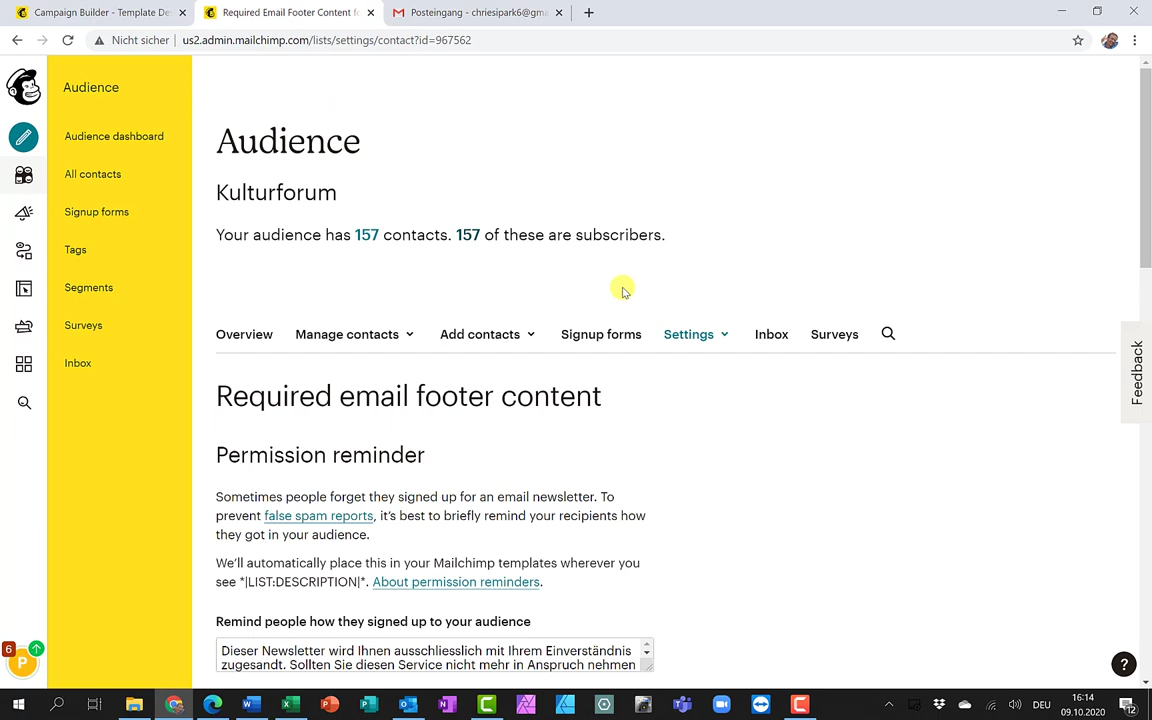 Campaign Builder - Template De
Required Email Footer Content fo
Posteingang - chriesipark6@gma
Nicht sicher
us2.admin.mailchimp.com/lists/settings/contact?id=967562
Audience
Audience dashboard
All contacts
Signup forms
Tags
Segments
Surveys
Inbox
Audience
Kulturforum
Your audience has 157 contacts. 157 of these are subscribers.
Overview Manage contacts Add contacts Signup forms Settings Inbox Surveys
Required email footer content
Permission reminder
Sometimes people forget they signed up for an email newsletter. To
prevent false spam reports, it's best to briefly remind your recipients how
they got in your audience.
We'll automatically place this in your Mailchimp templates wherever you
see *|LIST:DESCRIPTION|*. About permission reminders.
Remind people how they signed up to your audience
Dieser Newsletter wird Ihnen ausschliesslich mit Ihrem Einverständnis
zugesandt. Sollten Sie diesen Service nicht mehr in Anspruch nehmen
Feedback
?
6
P
DEU
16:14
09.10.2020
12